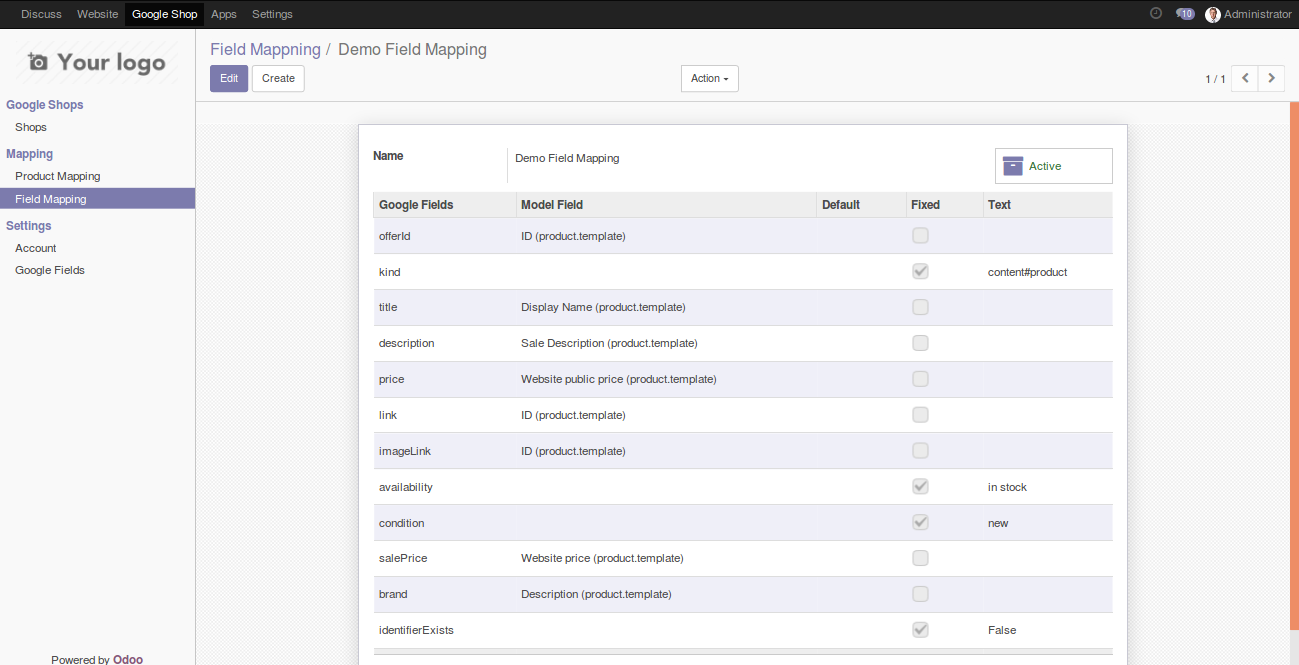 Discuss Website Google Shop Apps Settings 10 Administrator
Your logo
Google Shops
Shops
Mapping
Product Mapping
Field Mapping
Settings
Account
Google Fields
Powered by Odoo
Field Mappning / Demo Field Mapping
Edit Create Action 1 / 1
Name Demo Field Mapping Active
Google Fields Model Field Default Fixed Text
offerId ID (product.template)
kind content#product
title Display Name (product.template)
description Sale Description (product.template)
price Website public price (product.template)
link ID (product.template)
imageLink ID (product.template)
availability in stock
condition new
salePrice Website price (product.template)
brand Description (product.template)
identifierExists False